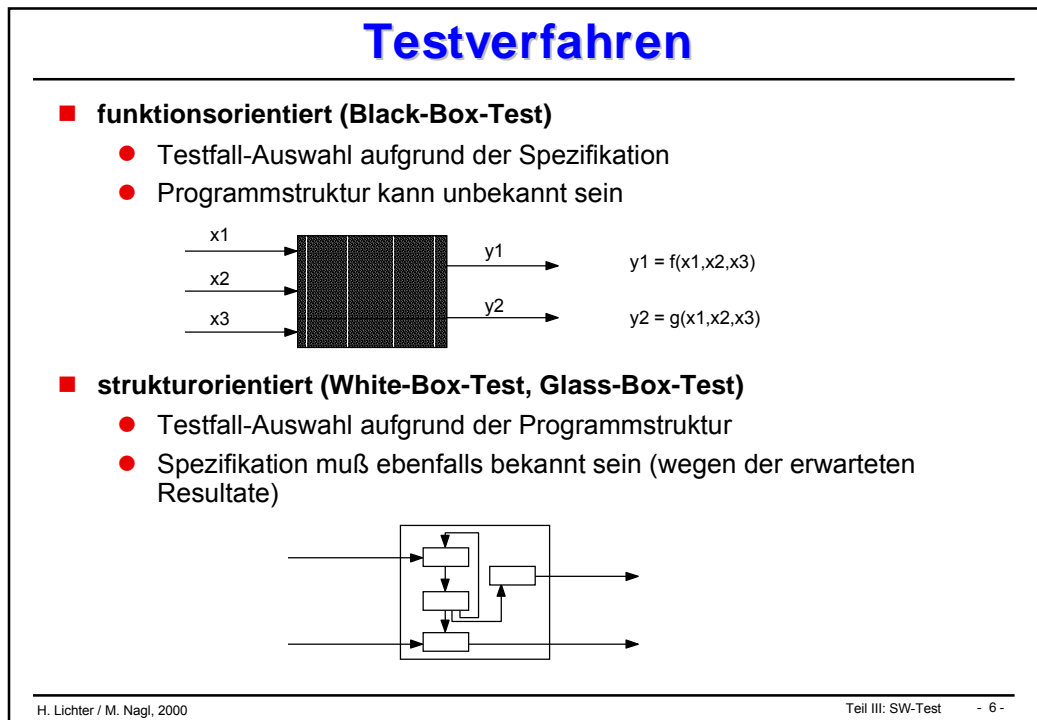 Testverfahren
funktionsorientiert (Black-Box-Test)
Testfall-Auswahl aufgrund der Spezifikation
Programmstruktur kann unbekannt sein
x1
x2
x3
y1
y2
y1 = f(x1,x2,x3)
y2 = g(x1,x2,x3)
strukturorientiert (White-Box-Test, Glass-Box-Test)
Testfall-Auswahl aufgrund der Programmstruktur
Spezifikation muß ebenfalls bekannt sein (wegen der erwarteten
Resultate)
H. Lichter / M. Nagl, 2000
Teil III: SW-Test - 6 -